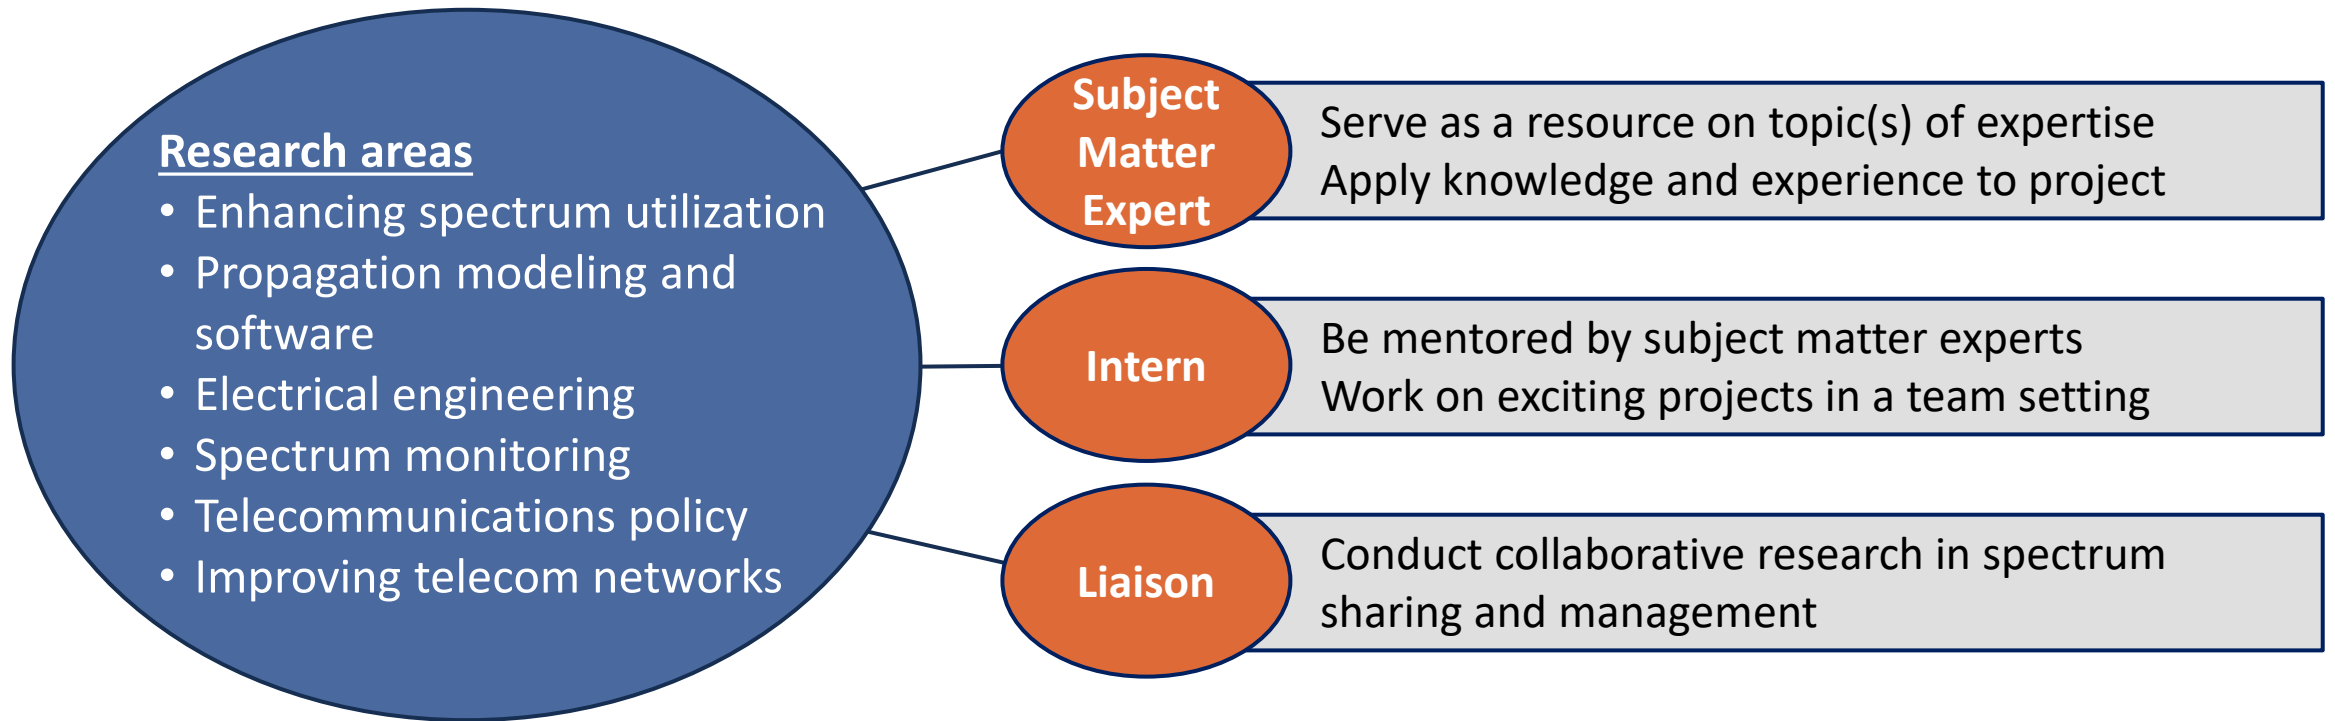 Research areas
• Enhancing spectrum utilization
• Propagation modeling and
software
• Electrical engineering
• Spectrum monitoring
• Telecommunications policy
• Improving telecom networks
Subject
Matter
Expert
Serve as a resource on topic(s) of expertise
Apply knowledge and experience to project
Intern
Be mentored by subject matter experts
Work on exciting projects in a team setting
Liaison
Conduct collaborative research in spectrum
sharing and management